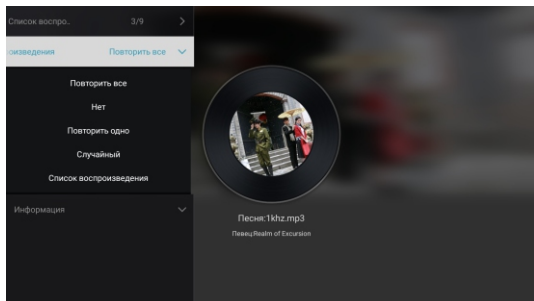 Список воспро.. 3/9
оизведения Повторить все
Повторить все
Нет
Повторить одно
Случайный
Список воспроизведения
Информация
Песня:1khz.mp3
Певец:Realm of Excursion